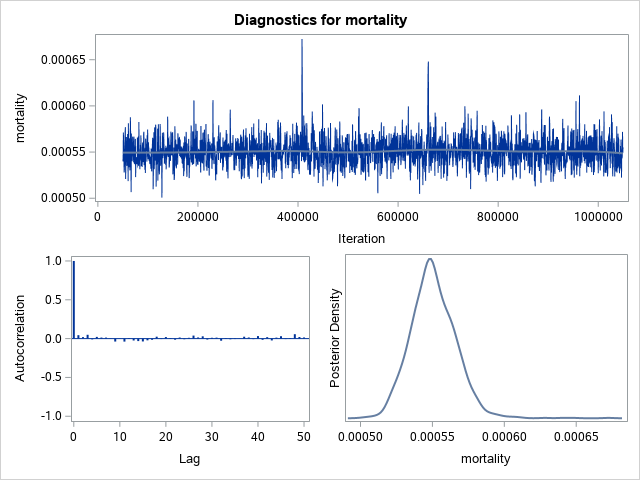 Diagnostics for mortality
mortality
0.00065
0.00060
0.00055
0.00050
0 200000 400000 600000 800000 1000000
Iteration
Autocorrelation
1.0
0.5
0.0
-0.5
-1.0
0 10 20 30 40 50
Lag
Posterior Density
0.00050 0.00055 0.00060 0.00065
mortality